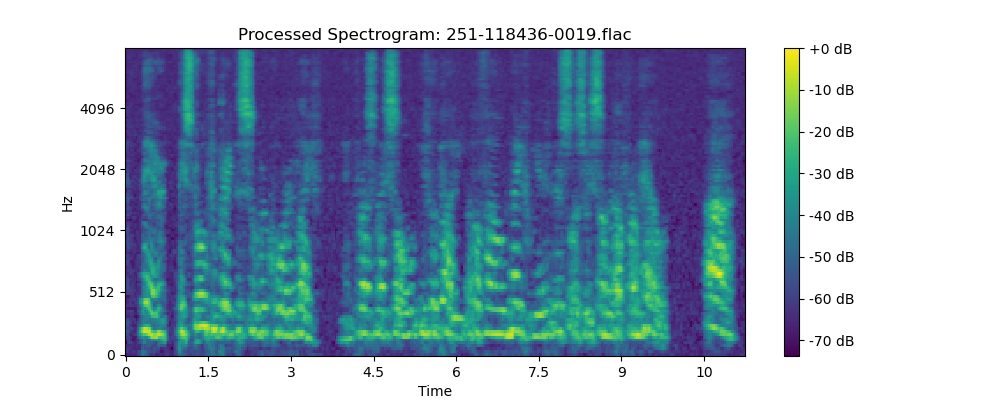 Processed Spectrogram: 251-118436-0019.flac
Hz
4096
2048
1024
512
0
0 1.5 3 4.5 6 7.5 9 10
Time
+0 dB
-10 dB
-20 dB
-30 dB
-40 dB
-50 dB
-60 dB
-70 dB